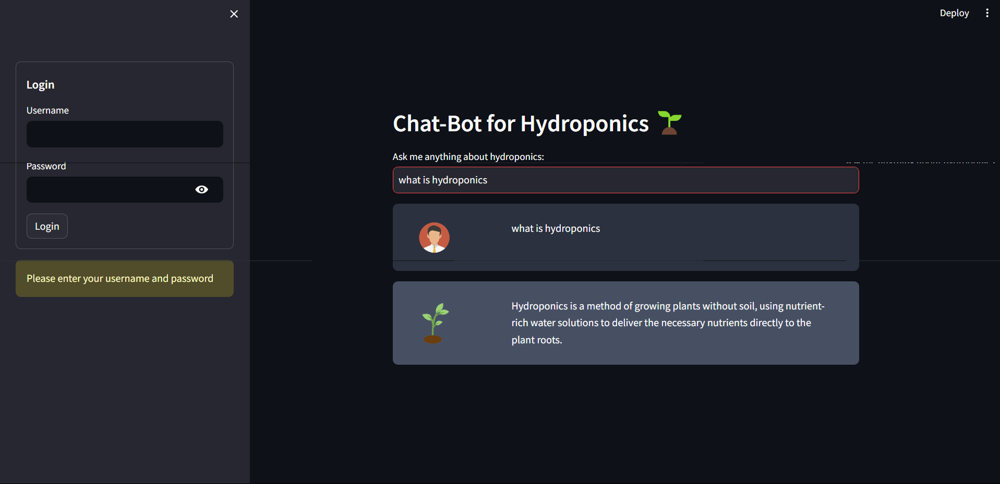 Deploy
Login
Username
Password
Login
Please enter your username and password
Chat-Bot for Hydroponics
Ask me anything about hydroponics:
what is hydroponics
what is hydroponics
Hydroponics is a method of growing plants without soil, using nutrient-
rich water solutions to deliver the necessary nutrients directly to the
plant roots.